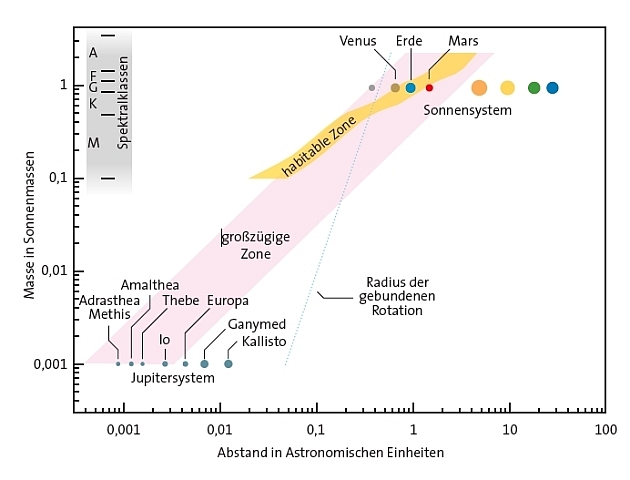 A
F
G
K
M
Spektralklassen
Venus
Erde
Mars
Sonnensystem
habitable Zone
großzügige
Zone
Amalthea
Adrasthea
Thebe
Europa
Methis
Io
Ganymed
Kallisto
Jupitersystem
Radius der
gebundenen
Rotation
Masse in Sonnenmassen
1
0,1
0,01
0,001
0,001
0,01
0,1
1
10
100
Abstand in Astronomischen Einheiten